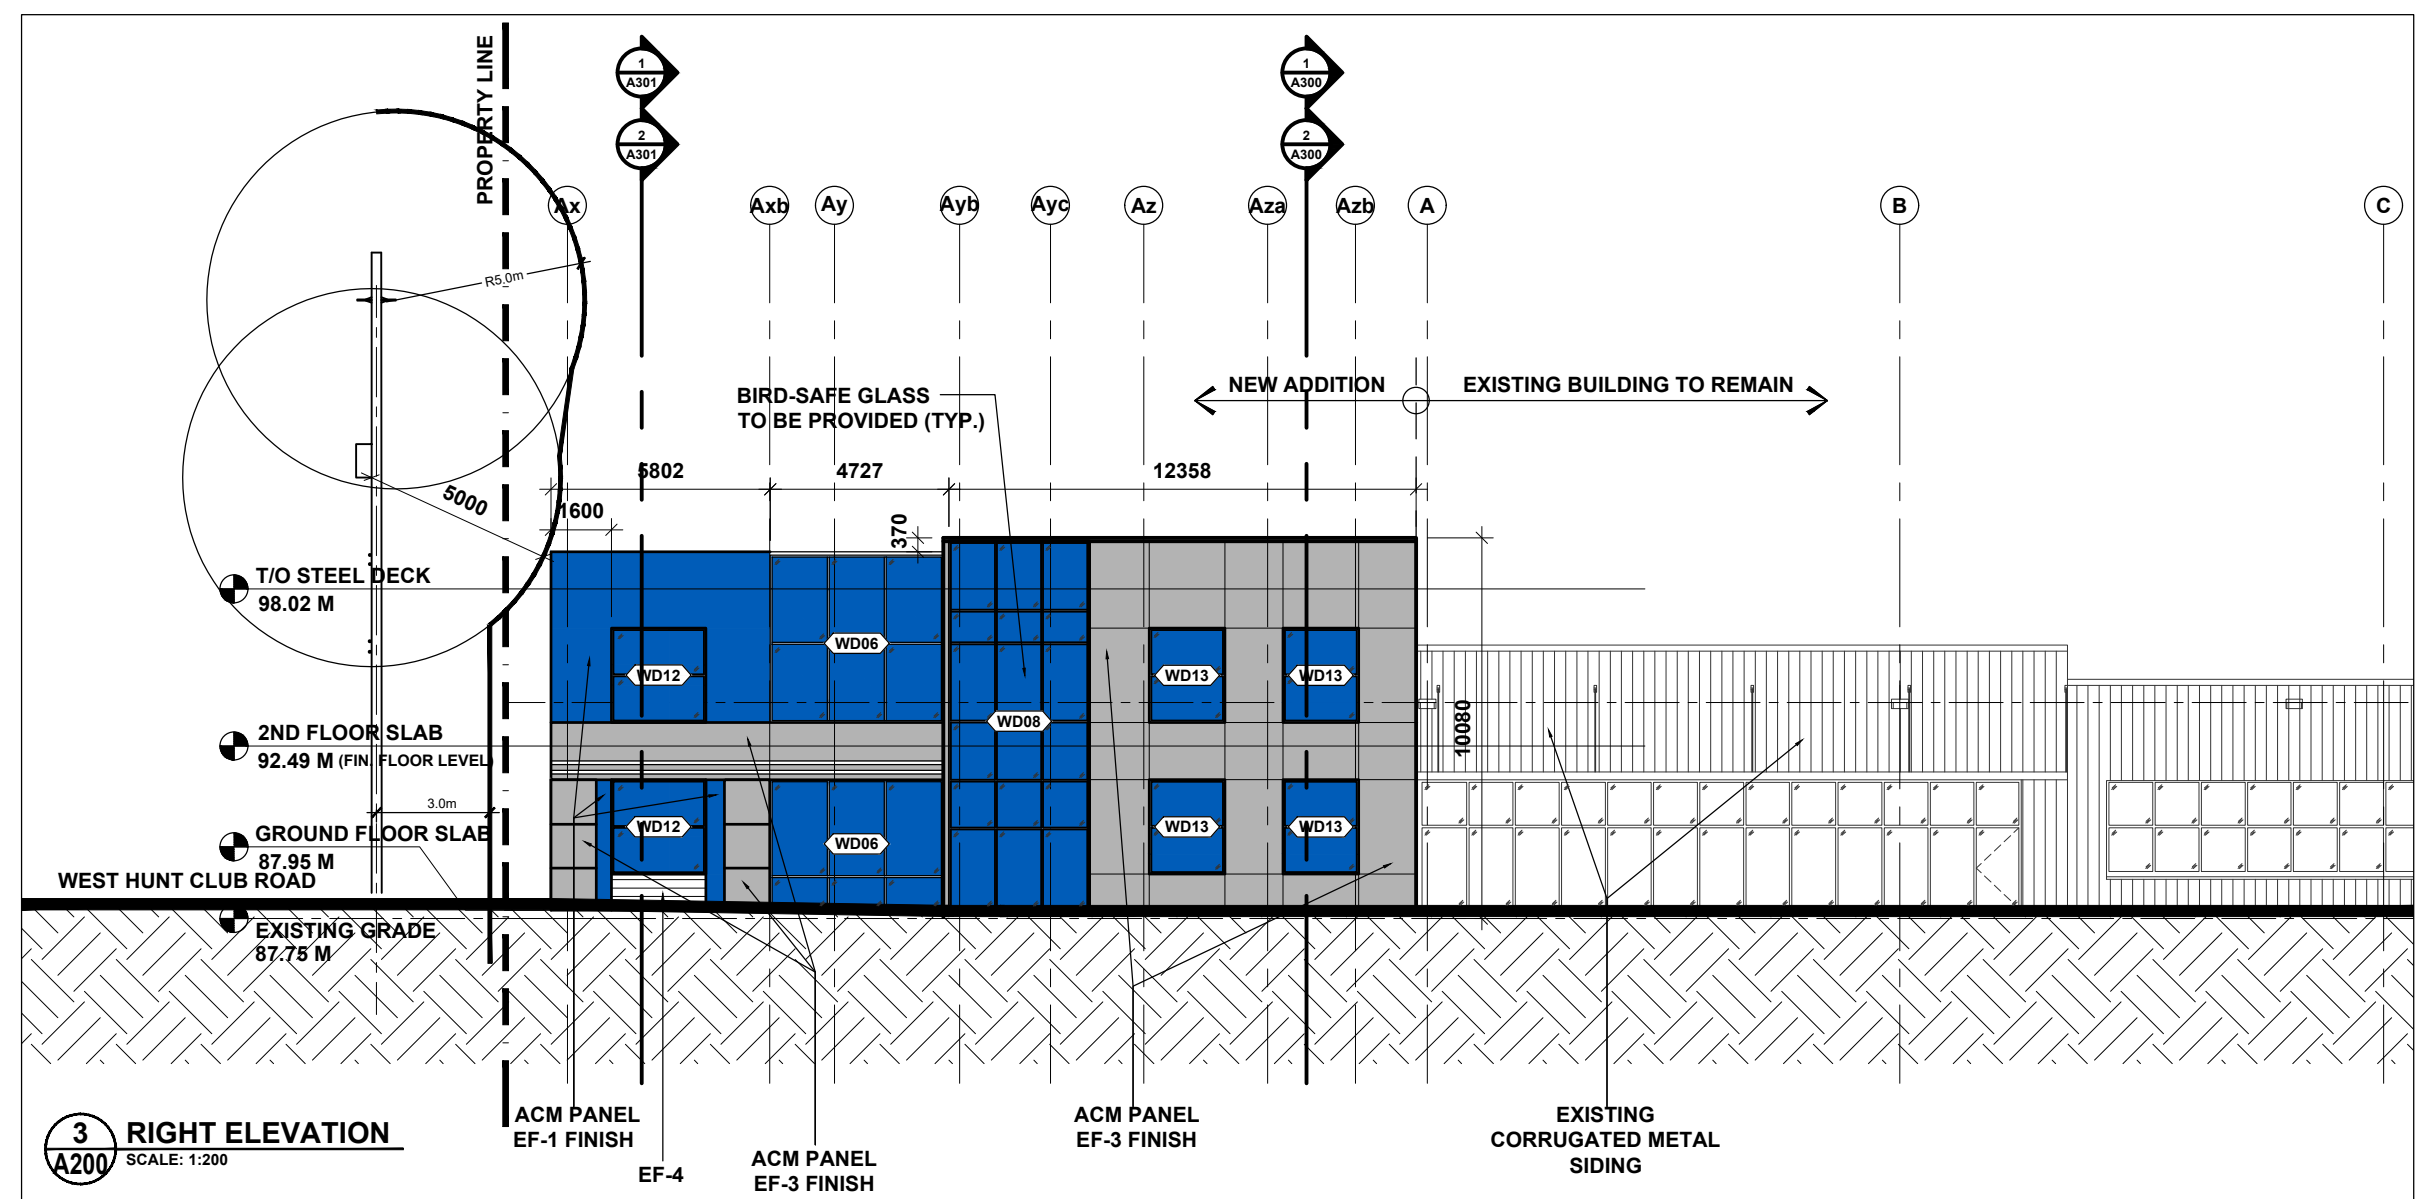 PROPERTY LINE
1
A301
2
A301
1
A300
2
A300
Ax
Axb
Ay
Ayb
Ayc
Az
Aza
Azb
A
B
C
R5.0m
5000
BIRD-SAFE GLASS
TO BE PROVIDED (TYP.)
NEW ADDITION
EXISTING BUILDING TO REMAIN
5802
4727
12358
1600
370
10080
T/O STEEL DECK
98.02 M
2ND FLOOR SLAB
92.49 M (FIN. FLOOR LEVEL)
3.0m
GROUND FLOOR SLAB
87.95 M
WEST HUNT CLUB ROAD
EXISTING GRADE
87.75 M
WD12
WD06
WD08
WD13
WD13
WD12
WD06
WD13
WD13
ACM PANEL
EF-1 FINISH
EF-4
ACM PANEL
EF-3 FINISH
ACM PANEL
EF-3 FINISH
EXISTING
CORRUGATED METAL
SIDING
3
A200
RIGHT ELEVATION
SCALE: 1:200